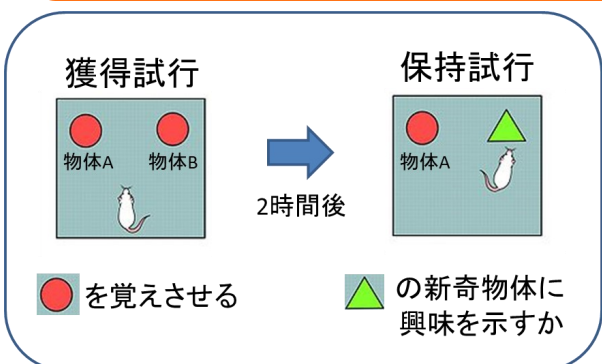 獲得試行
物体A 物体B
2時間後
保持試行
物体A
を覚えさせる
の新奇物体に
興味を示すか